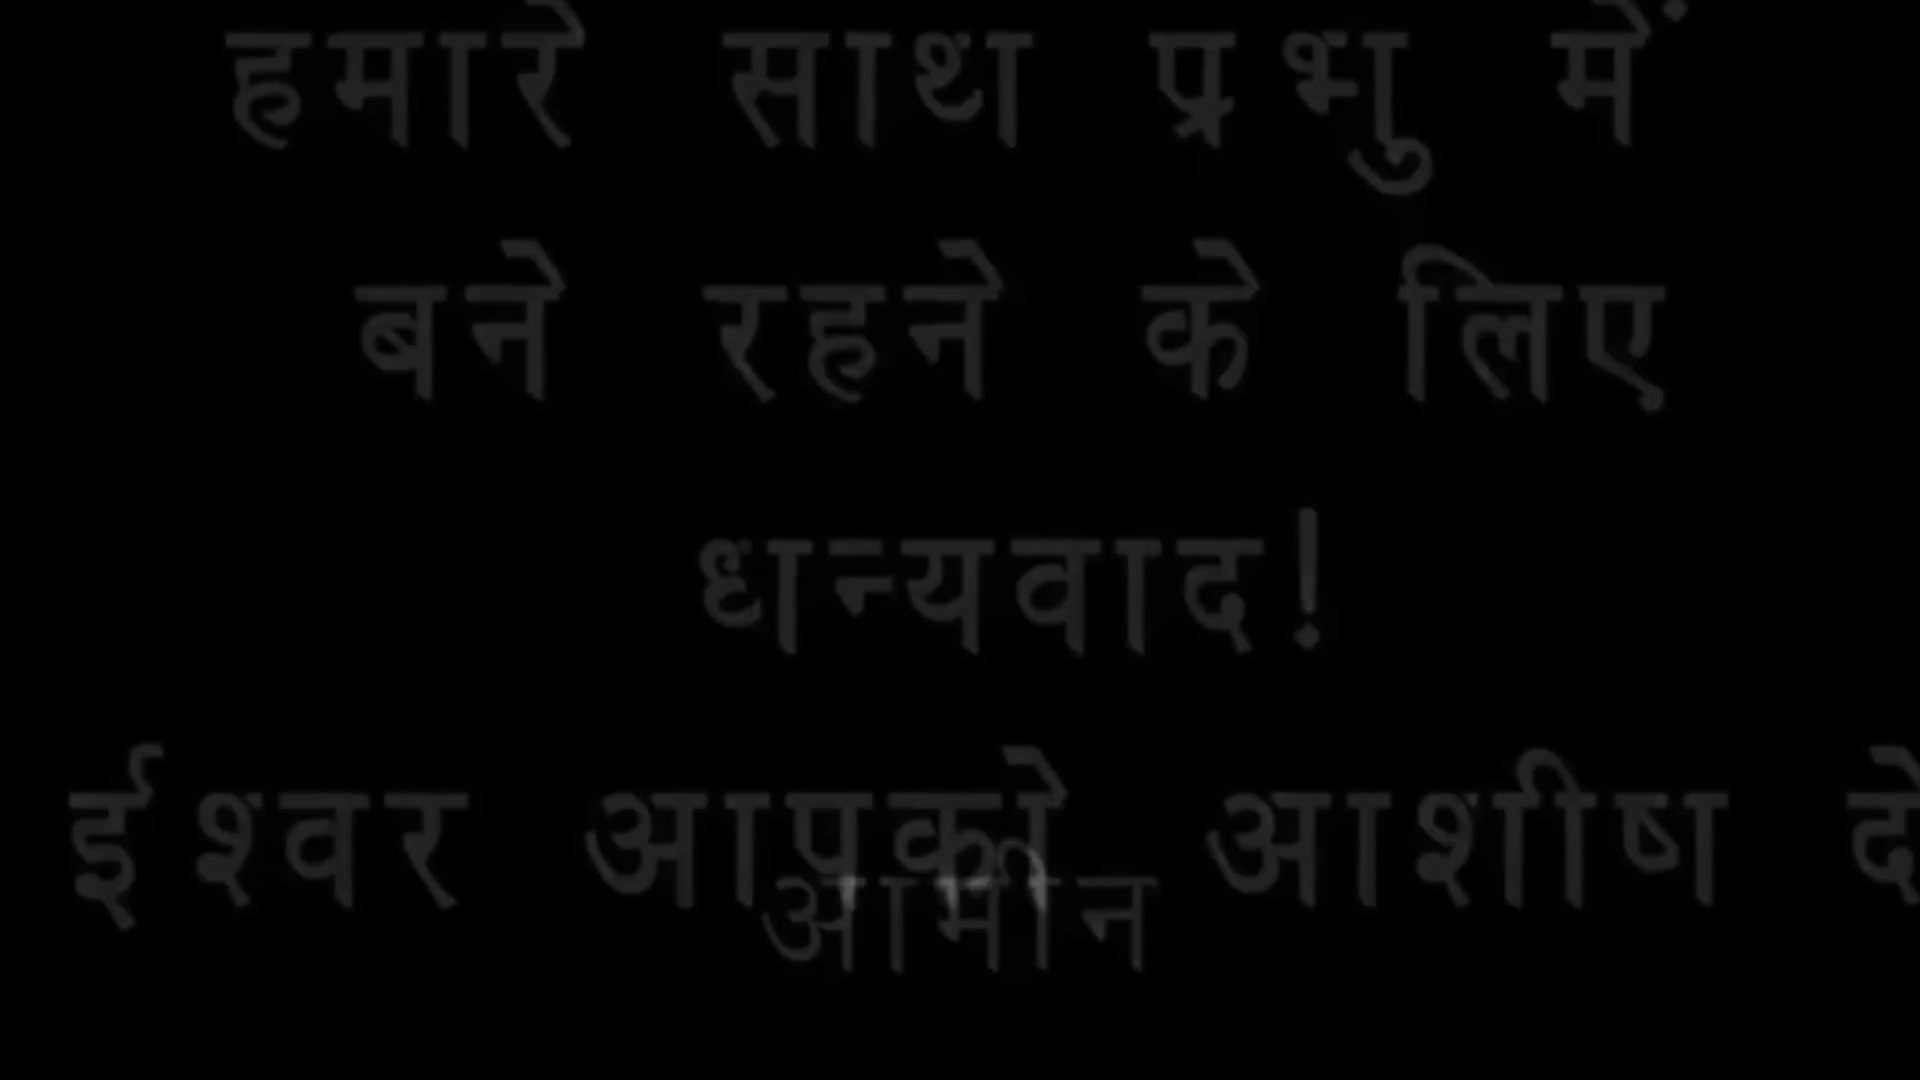 हमारे साथ प्रभु में
बने रहने के लिए
धन्यवाद!
ईश्वर आपको आशीष दे
आमीन